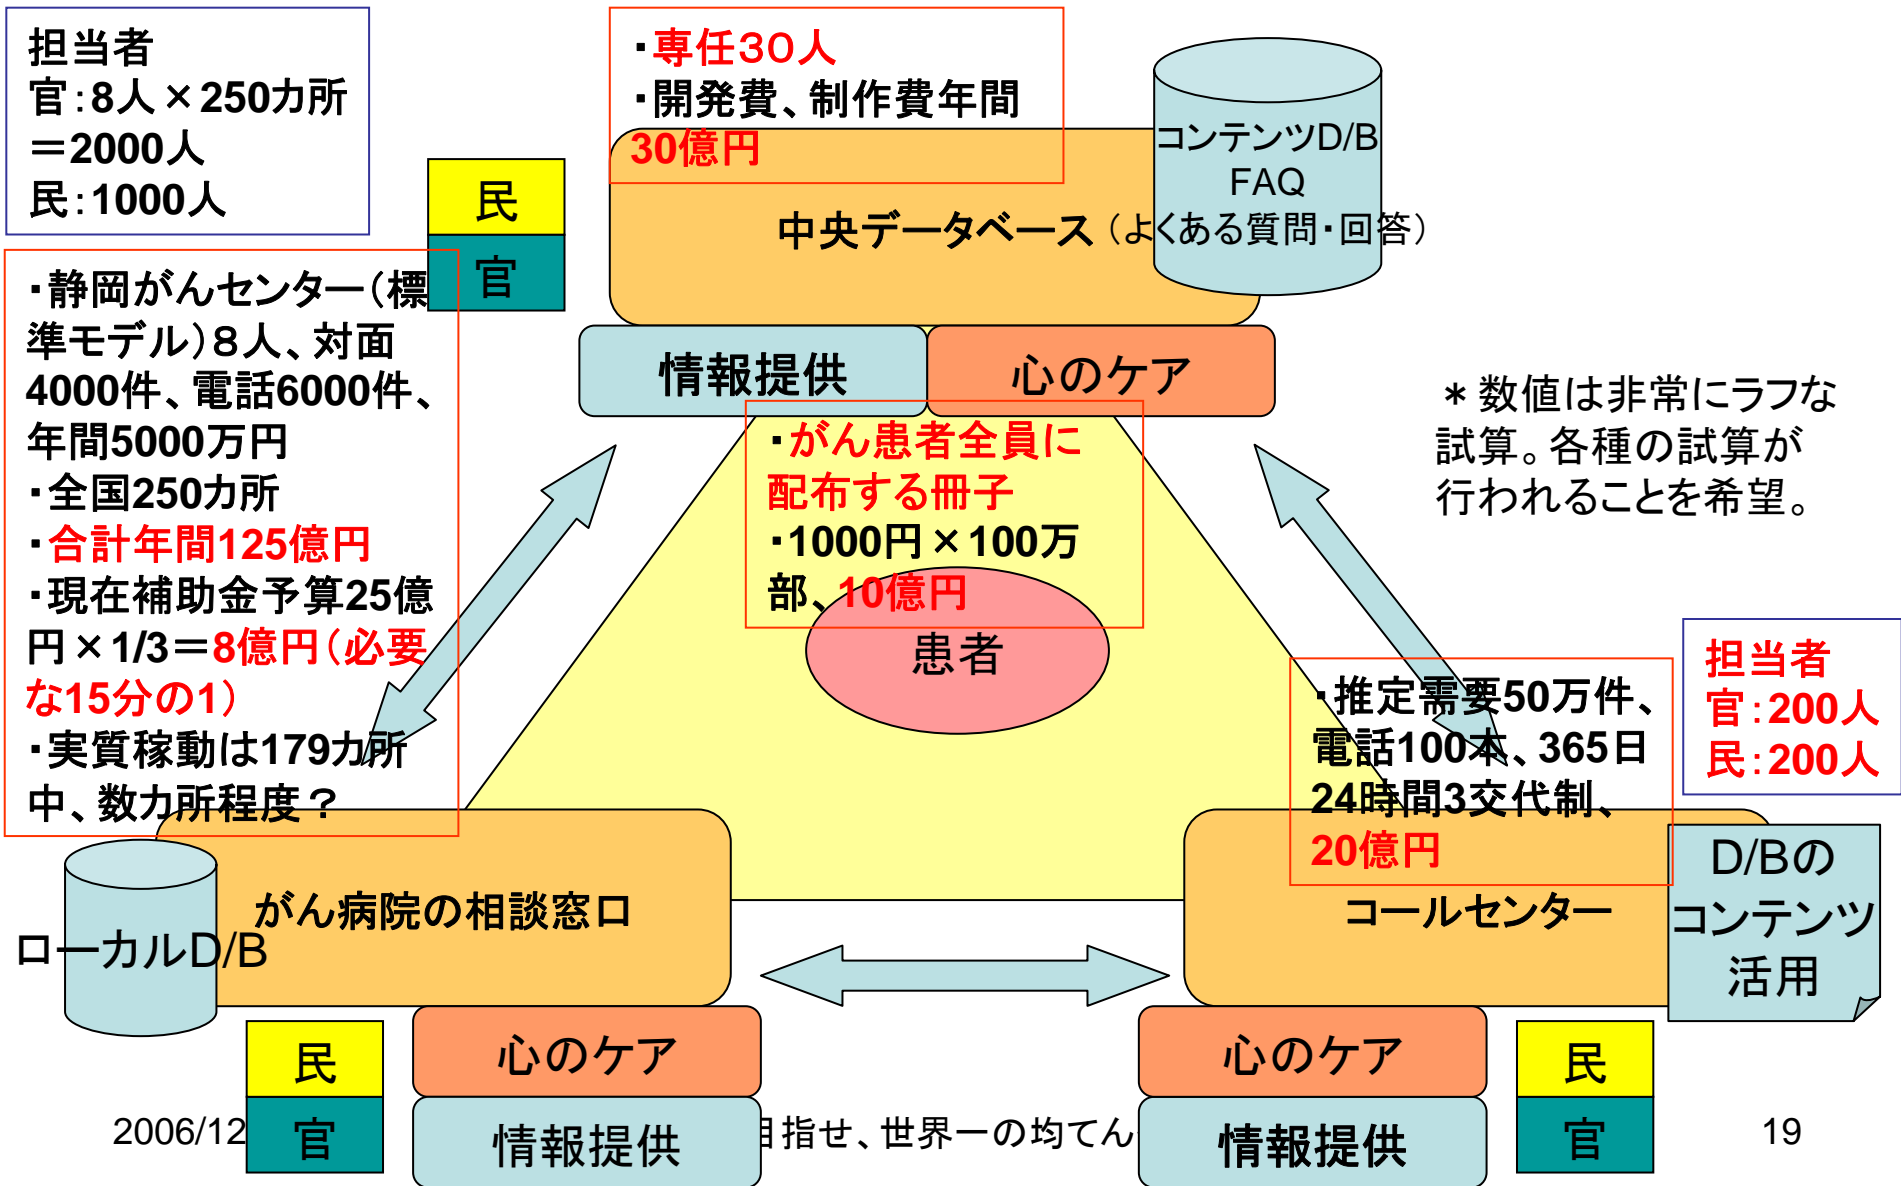 担当者
官：8人×250カ所
＝2000人
民：1000人
・専任３０人
・開発費、制作費年間
30億円
コンテンツD/B
FAQ
（よくある質問・回答）
中央データベース
民
官
情報提供
心のケア
・静岡がんセンター（標
準モデル）８人、対面
4000件、電話6000件、
年間5000万円
・全国250カ所
・合計年間125億円
・現在補助金予算25億
円×1/3＝8億円（必要
な15分の1）
・実質稼動は179カ所
中、数カ所程度？
・がん患者全員に
配布する冊子
・1000円×100万
部、10億円
患者
＊数値は非常にラフな
試算。各種の試算が
行われることを希望。
担当者
官：200人
民：200人
・推定需要50万件、
電話100本、365日
24時間3交代制、
20億円
がん病院の相談窓口
ローカルD/B
コールセンター
D/Bの
コンテンツ
活用
民
官
心のケア
情報提供
心のケア
情報提供
民
官
2006/12
指せ、世界一の均てん
19